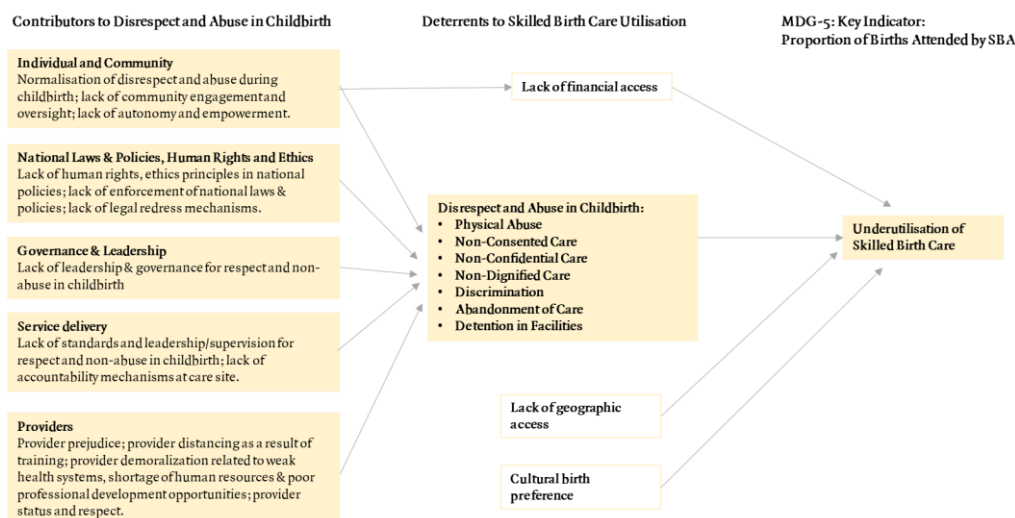 Contributors to Disrespect and Abuse in Childbirth
Individual and Community
Normalisation of disrespect and abuse during
childbirth; lack of community engagement and
oversight; lack of autonomy and empowerment.
National Laws & Policies, Human Rights and Ethics
Lack of human rights, ethics principles in national
policies; lack of enforcement of national laws &
policies; lack of legal redress mechanisms.
Governance & Leadership
Lack of leadership & governance for respect and non-
abuse in childbirth
Service delivery
Lack of standards and leadership/supervision for
respect and non-abuse in childbirth; lack of
accountability mechanisms at care site.
Providers
Provider prejudice; provider distancing as a result of
training; provider demoralization related to weak
health systems, shortage of human resources & poor
professional development opportunities; provider
status and respect.
Deterrents to Skilled Birth Care Utilisation
Lack of financial access
Disrespect and Abuse in Childbirth:
• Physical Abuse
• Non-Consented Care
• Non-Confidential Care
• Non-Dignified Care
• Discrimination
• Abandonment of Care
• Detention in Facilities
Lack of geographic
access
Cultural birth
preference
MDG-5: Key Indicator:
Proportion of Births Attended by SBA
Underutilisation of
Skilled Birth Care